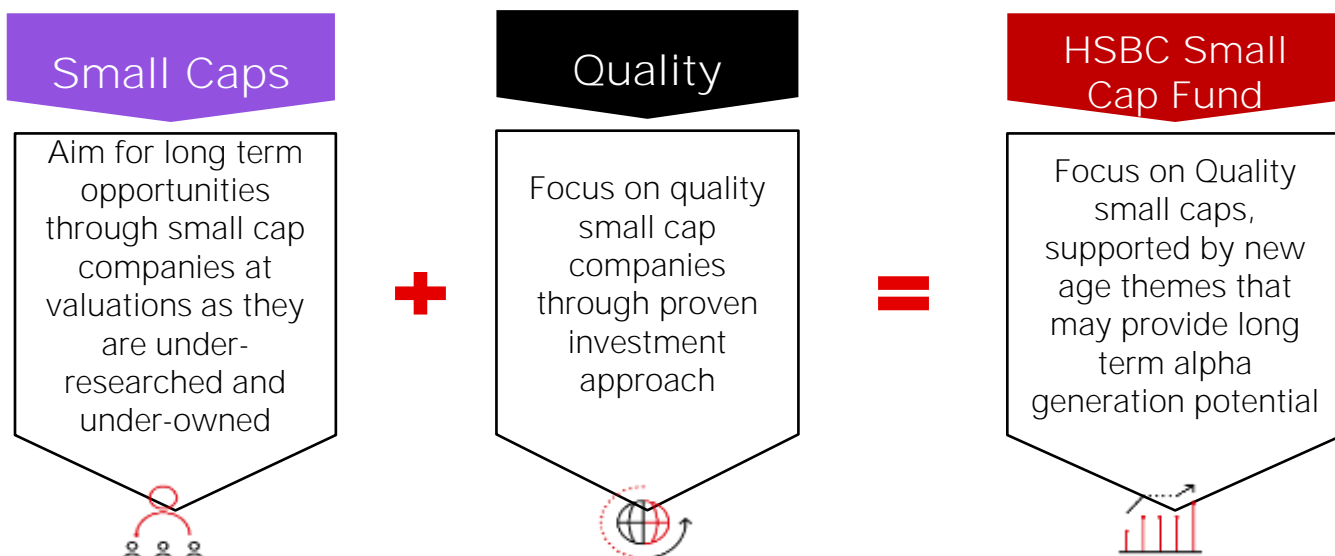 Small Caps
Aim for long term
opportunities
through small cap
companies at
valuations as they
are under-
researched and
under-owned
+
Quality
Focus on quality
small cap
companies
through proven
investment
approach
=
HSBC Small
Cap Fund
Focus on Quality
small caps,
supported by new
age themes that
may provide long
term alpha
generation potential